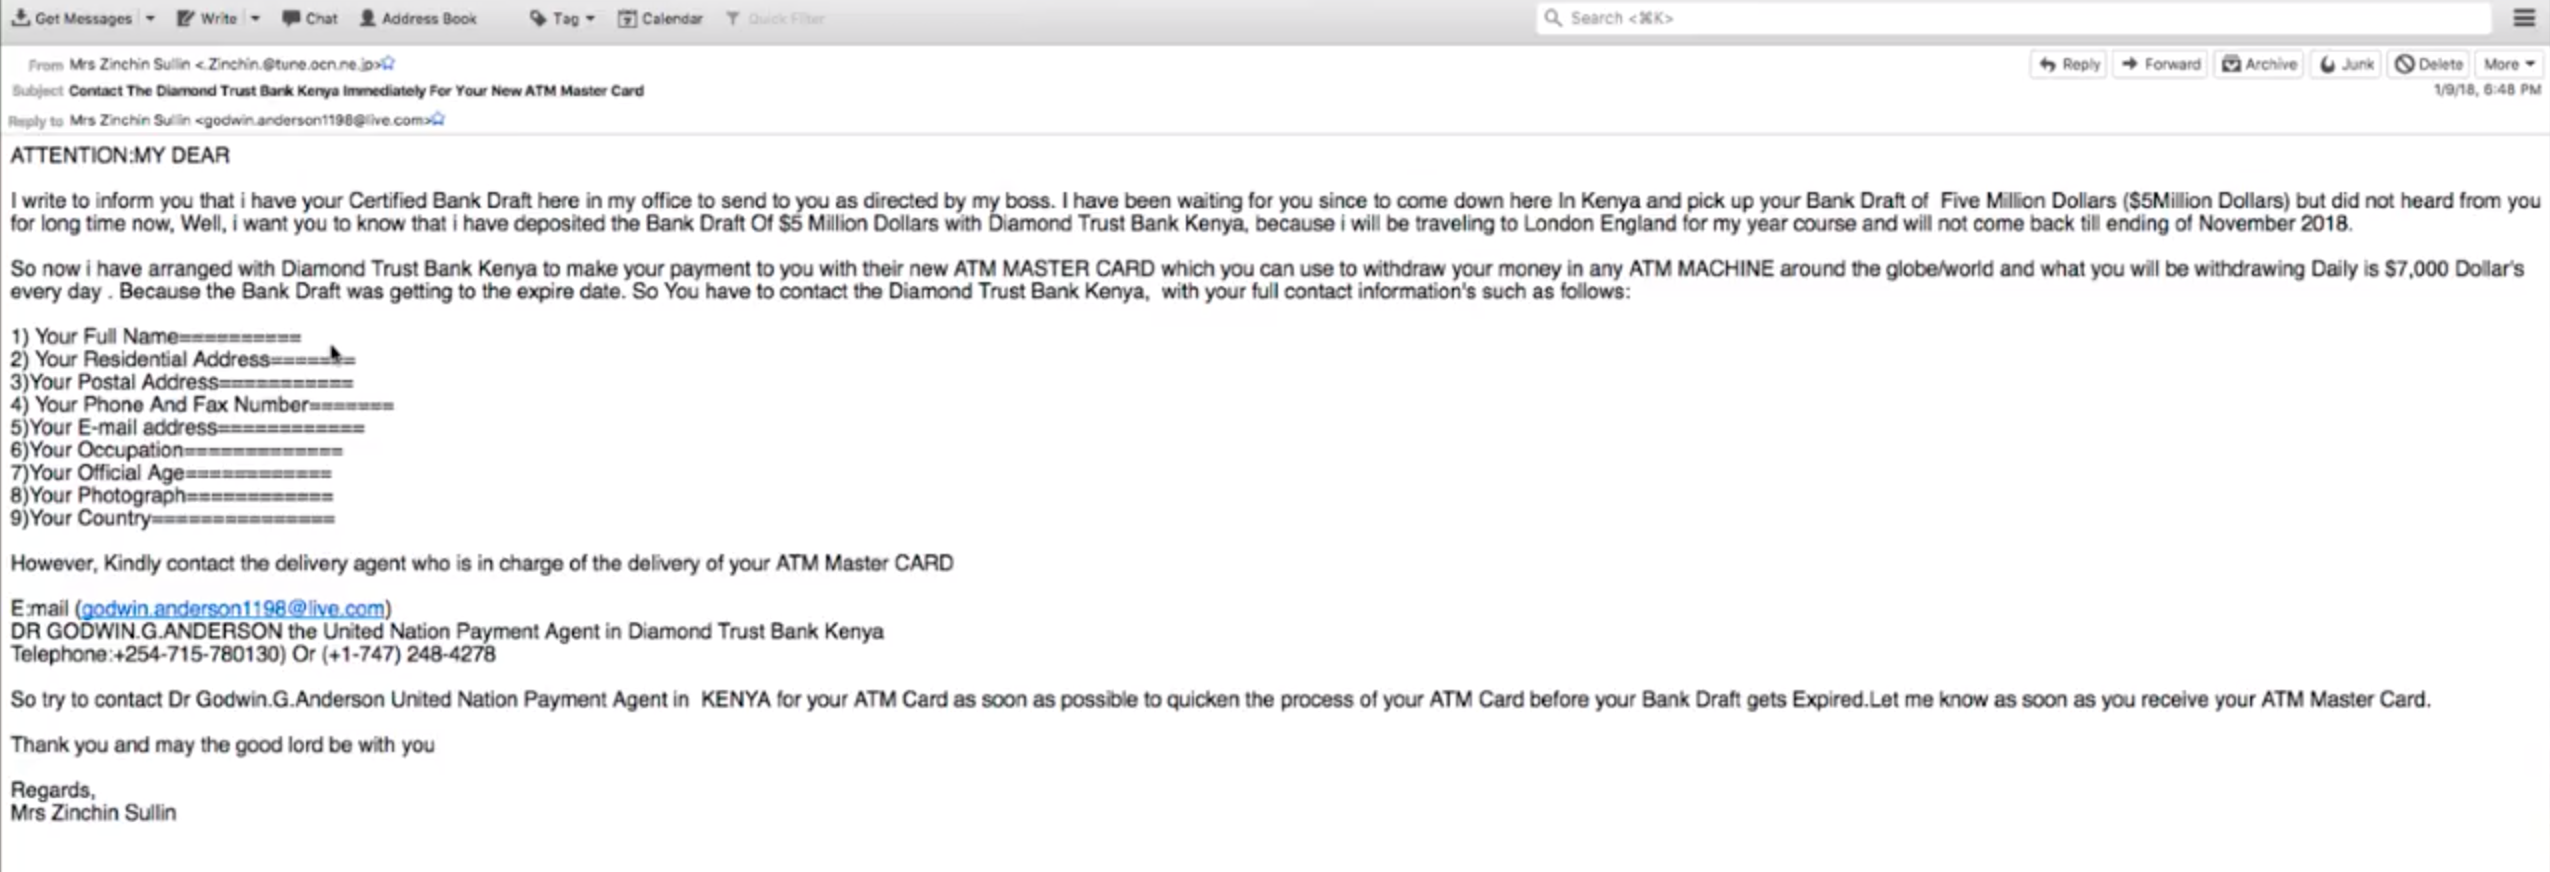 Get Messages Write Chat Address Book Tag Calendar Quick Filter Search <⌘K>
From Mrs Zinchin Sullin <.Zinchin.@tune.ocn.ne.jp> Reply Forward Archive Junk Delete More
Subject Contact The Diamond Trust Bank Kenya Immediately For Your New ATM Master Card 1/9/18, 6:48 PM
Reply to Mrs Zinchin Sullin <godwin.anderson1198@live.com>
ATTENTION:MY DEAR
I write to inform you that i have your Certified Bank Draft here in my office to send to you as directed by my boss. I have been waiting for you since to come down here In Kenya and pick up your Bank Draft of Five Million Dollars ($5Million Dollars) but did not heard from you
for long time now, Well, i want you to know that i have deposited the Bank Draft Of $5 Million Dollars with Diamond Trust Bank Kenya, because i will be traveling to London England for my year course and will not come back till ending of November 2018.
So now i have arranged with Diamond Trust Bank Kenya to make your payment to you with their new ATM MASTER CARD which you can use to withdraw your money in any ATM MACHINE around the globe/world and what you will be withdrawing Daily is $7,000 Dollar's
every day . Because the Bank Draft was getting to the expire date. So You have to contact the Diamond Trust Bank Kenya, with your full contact information's such as follows:
1) Your Full Name==========
2) Your Residential Address=======
3)Your Postal Address===========
4) Your Phone And Fax Number=======
5)Your E-mail address============
6)Your Occupation=============
7)Your Official Age============
8)Your Photograph============
9)Your Country===============
However, Kindly contact the delivery agent who is in charge of the delivery of your ATM Master CARD
E:mail (godwin.anderson1198@live.com)
DR GODWIN.G.ANDERSON the United Nation Payment Agent in Diamond Trust Bank Kenya
Telephone:+254-715-780130) Or (+1-747) 248-4278
So try to contact Dr Godwin.G.Anderson United Nation Payment Agent in KENYA for your ATM Card as soon as possible to quicken the process of your ATM Card before your Bank Draft gets Expired.Let me know as soon as you receive your ATM Master Card.
Thank you and may the good lord be with you
Regards,
Mrs Zinchin Sullin